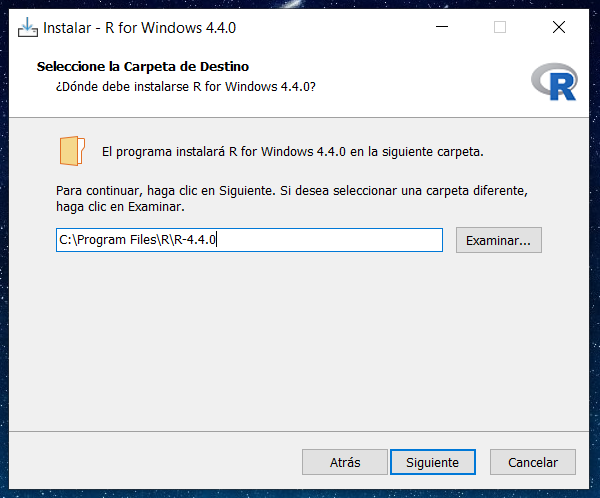 Instalar - R for Windows 4.4.0
Seleccione la Carpeta de Destino
¿Dónde debe instalarse R for Windows 4.4.0?
R
El programa instalará R for Windows 4.4.0 en la siguiente carpeta.
Para continuar, haga clic en Siguiente. Si desea seleccionar una carpeta diferente,
haga clic en Examinar.
C:\Program Files\R\R-4.4.0
Examinar...
Atrás
Siguiente
Cancelar